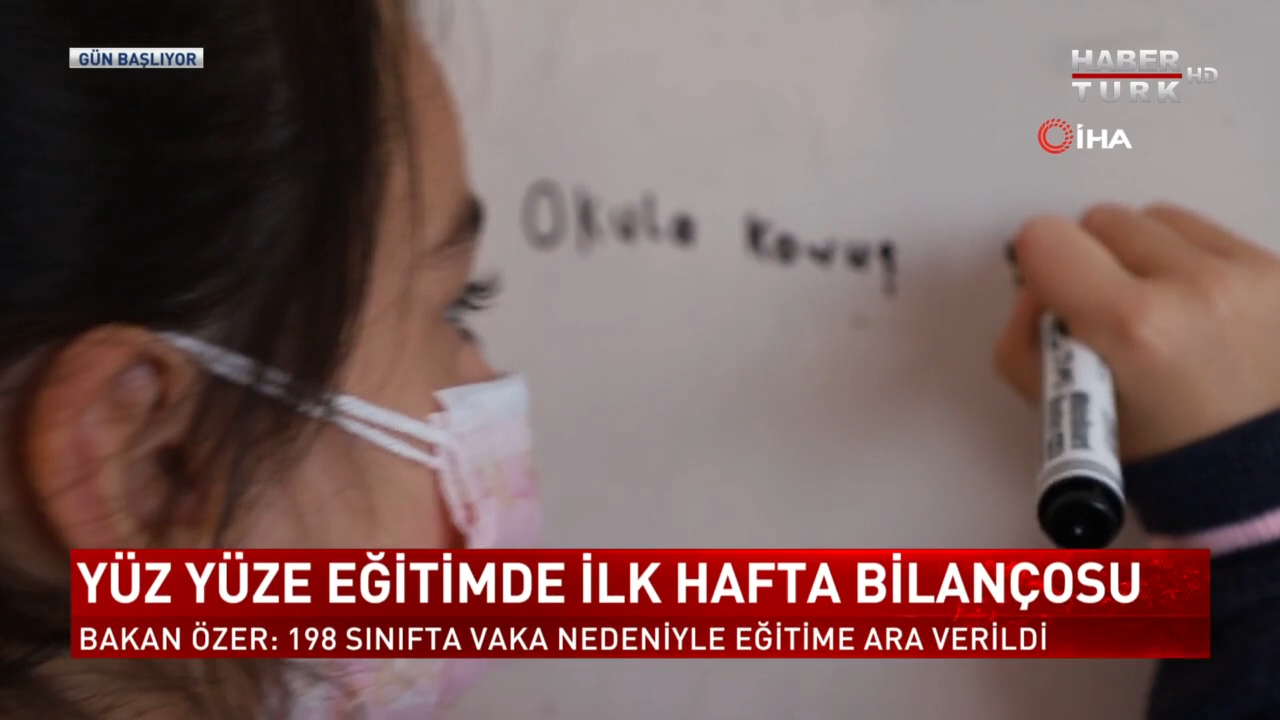 GÜN BAŞLIYOR
HABER
TURK HD
İHA
Okula Kavuş
YÜZ YÜZE EĞİTİMDE İLK HAFTA BİLANÇOSU
BAKAN ÖZER: 198 SINIFTA VAKA NEDENİYLE EĞİTİME ARA VERİLDİ